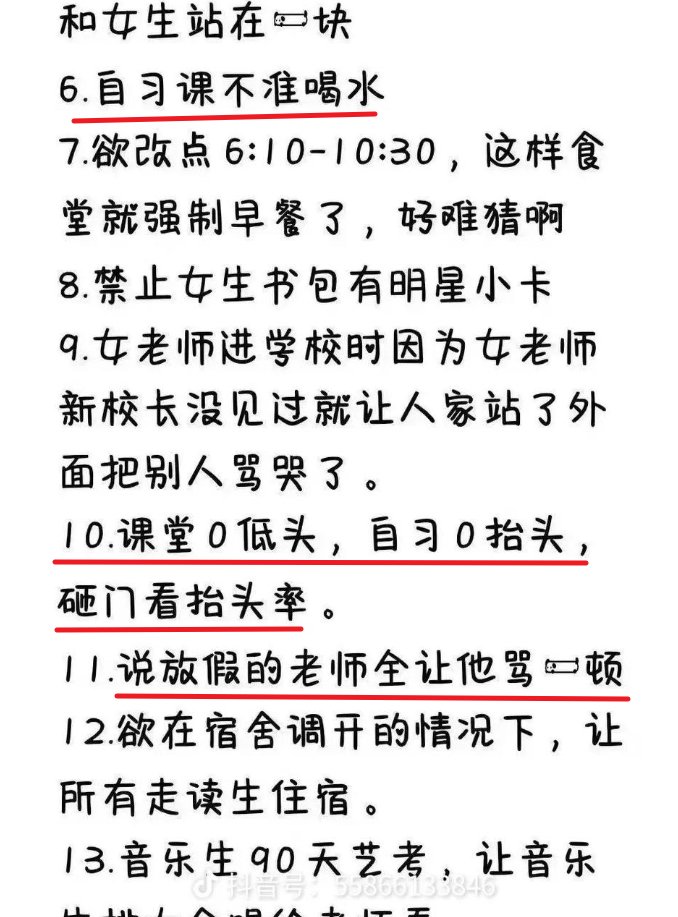 和女生站在一块
6.自习课不准喝水
7.欲改点 6:10-10:30，这样食
堂就强制早餐了，好难猜啊
8.禁止女生书包有明星小卡
9.女老师进学校时因为女老师
新校长没见过就让人家站了外
面把别人骂哭了。
10.课堂0低头，自习0抬头，
砸门看抬头率。
11.说放假的老师全让他骂一顿
12.欲在宿舍调开的情况下，让
所有走读生住宿。
13.音乐生90天艺考，让音乐
抖音号：55866133846